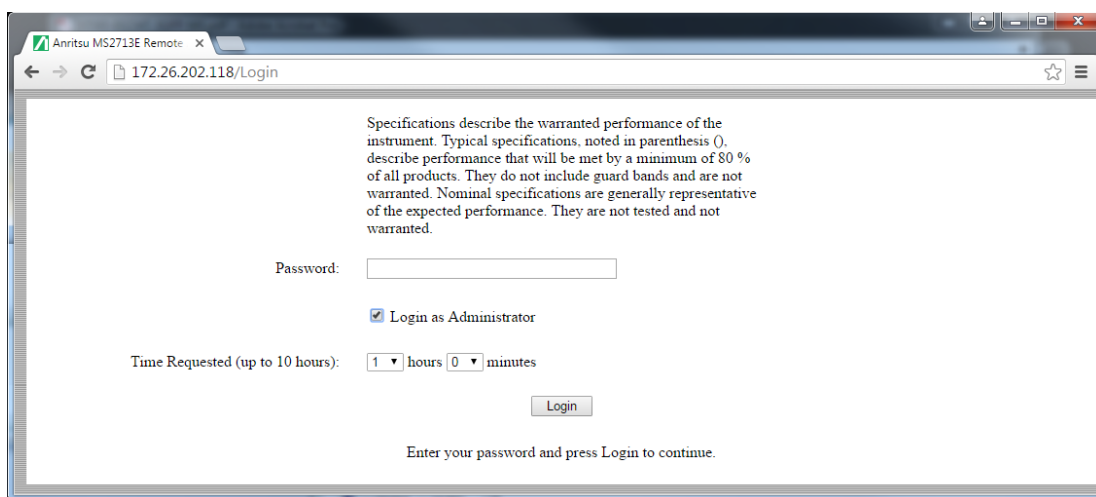 Anritsu MS2713E Remote
172.26.202.118/Login
Specifications describe the warranted performance of the
instrument. Typical specifications, noted in parenthesis (),
describe performance that will be met by a minimum of 80 %
of all products. They do not include guard bands and are not
warranted. Nominal specifications are generally representative
of the expected performance. They are not tested and not
warranted.
Password:
Login as Administrator
Time Requested (up to 10 hours): 1 hours 0 minutes
Login
Enter your password and press Login to continue.